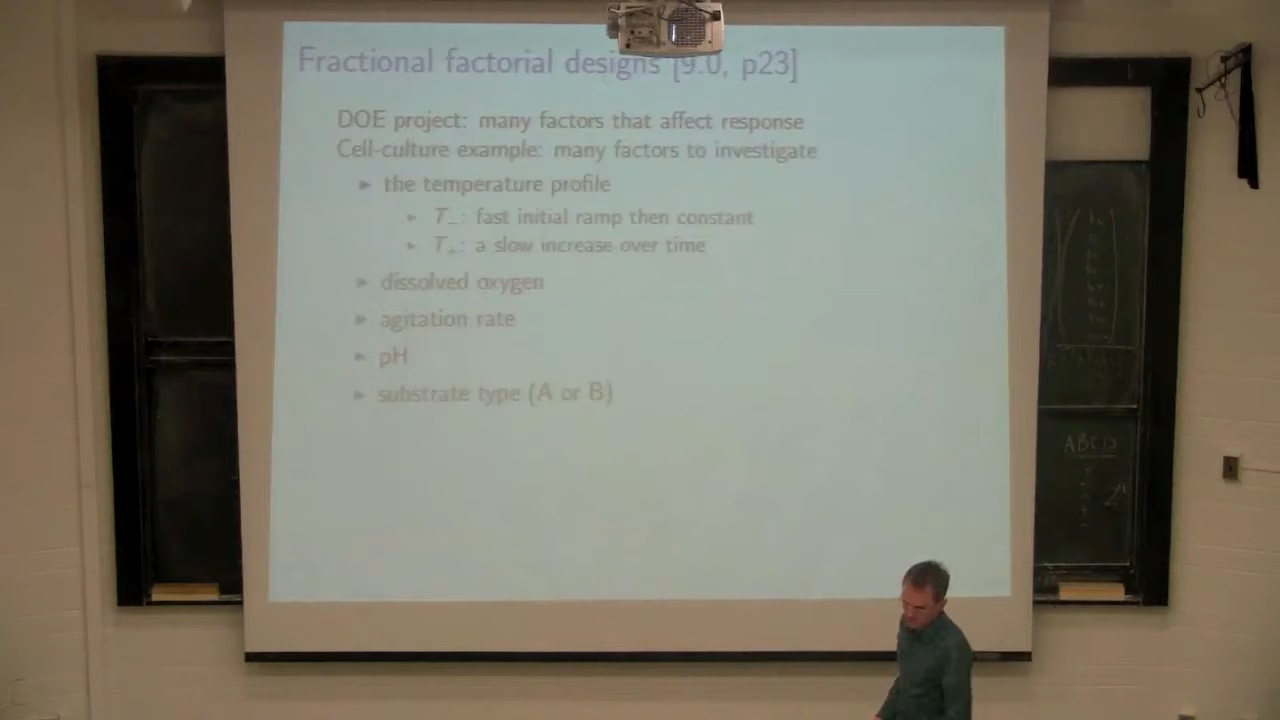 Fractional factorial designs [9.0, p23]
DOE project: many factors that affect response
Cell-culture example: many factors to investigate
► the temperature profile
► T₋: fast initial ramp then constant
► T₊: a slow increase over time
► dissolved oxygen
► agitation rate
► pH
► substrate type (A or B)
ABCD